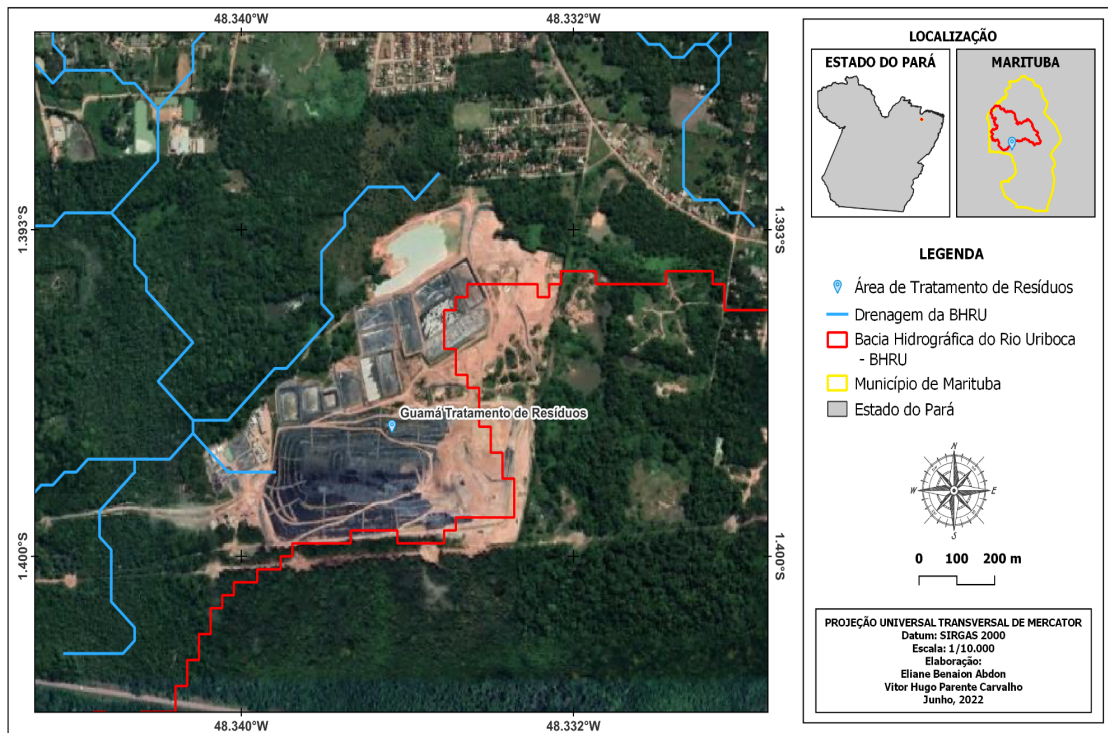 48.340°W
48.332°W
1.393°S
1.393°S
Guamá Tratamento de Resíduos
1.400°S
1.400°S
48.340°W
48.332°W
LOCALIZAÇÃO
ESTADO DO PARÁ
MARITUBA
LEGENDA
Área de Tratamento de Resíduos
Drenagem da BHRU
Bacia Hidrográfica do Rio Uriboca
- BHRU
Município de Marituba
Estado do Pará
N
W
E
S
0 100 200 m
PROJEÇÃO UNIVERSAL TRANSVERSAL DE MERCATOR
Datum: SIRGAS 2000
Escala: 1/10.000
Elaboração:
Eliane Benaion Abdon
Vitor Hugo Parente Carvalho
Junho, 2022